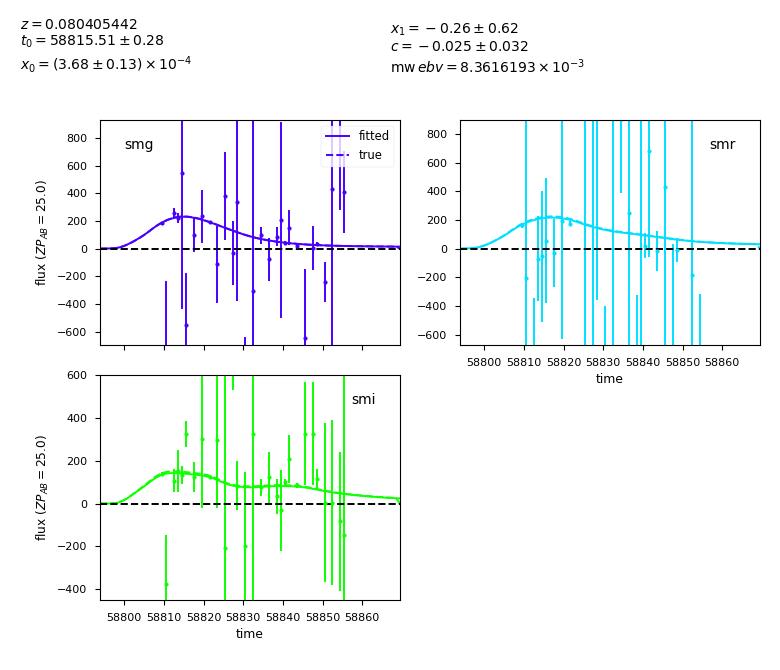 z = 0.080405442
t₀ = 58815.51 ± 0.28
x₀ = (3.68 ± 0.13) × 10⁻⁴
x₁ = −0.26 ± 0.62
c = −0.025 ± 0.032
mw ebv = 8.3616193 × 10⁻³
smg
fitted
true
800
600
400
200
0
−200
−400
−600
flux (ZP_AB = 25.0)
smr
800
600
400
200
0
−200
−400
−600
58800 58810 58820 58830 58840 58850 58860
time
smi
600
400
200
0
−200
−400
flux (ZP_AB = 25.0)
58800 58810 58820 58830 58840 58850 58860
time